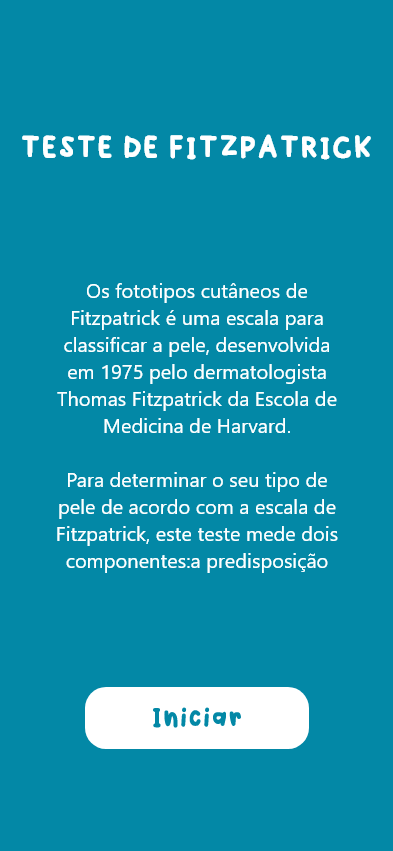 TESTE DE FITZPATRICK
Os fototipos cutâneos de
Fitzpatrick é uma escala para
classificar a pele, desenvolvida
em 1975 pelo dermatologista
Thomas Fitzpatrick da Escola de
Medicina de Harvard.
Para determinar o seu tipo de
pele de acordo com a escala de
Fitzpatrick, este teste mede dois
componentes:a predisposição
Iniciar